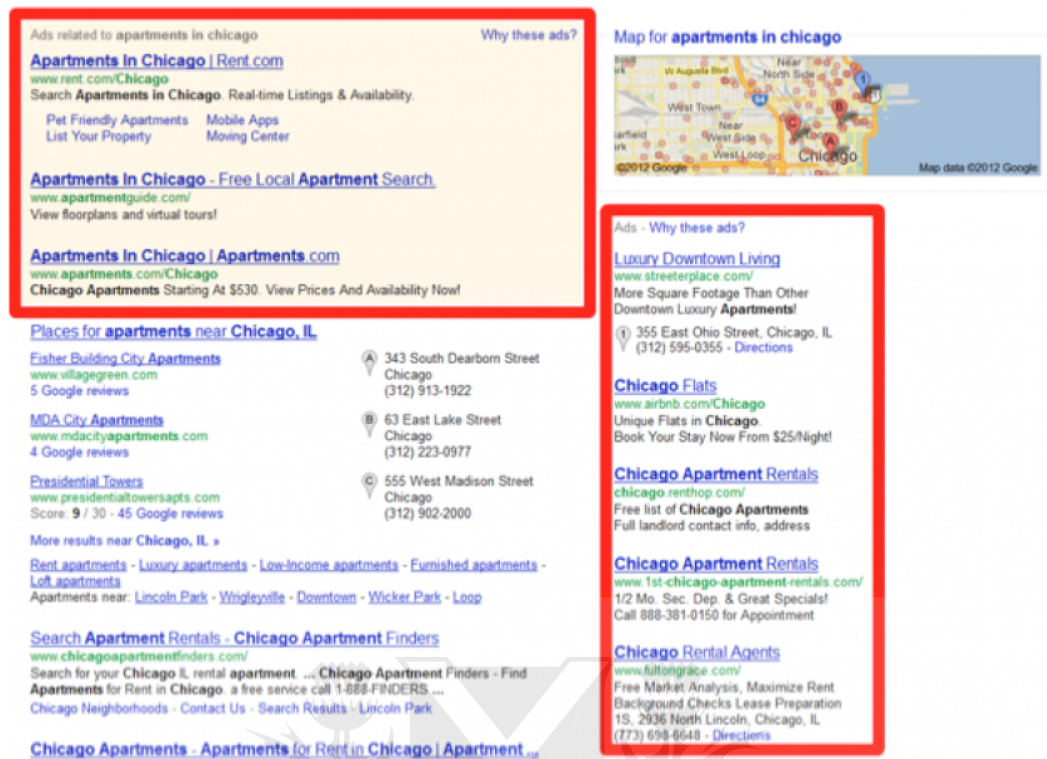 Ads related to apartments in chicago
Why these ads?
Apartments In Chicago | Rent.com
www.rent.com/Chicago
Search Apartments in Chicago. Real-time Listings & Availability.
Pet Friendly Apartments Mobile Apps
List Your Property Moving Center
Apartments In Chicago - Free Local Apartment Search.
www.apartmentguide.com/
View floorplans and virtual tours!
Apartments In Chicago | Apartments.com
www.apartments.com/Chicago
Chicago Apartments Starting At $530. View Prices And Availability Now!
Places for apartments near Chicago, IL
Fisher Building City Apartments
www.villagegreen.com
5 Google reviews
A 343 South Dearborn Street
Chicago
(312) 913-1922
MDA City Apartments
www.mdacityapartments.com
4 Google reviews
B 63 East Lake Street
Chicago
(312) 223-0977
Presidential Towers
www.presidentialtowersapts.com
Score: 9 / 30 - 45 Google reviews
C 555 West Madison Street
Chicago
(312) 902-2000
More results near Chicago, IL »
Rent apartments - Luxury apartments - Low-Income apartments - Furnished apartments -
Loft apartments
Apartments near: Lincoln Park - Wrigleyville - Downtown - Wicker Park - Loop
Search Apartment Rentals - Chicago Apartment Finders
www.chicagoapartmentfinders.com/
Search for your Chicago IL rental apartment. ... Chicago Apartment Finders - Find
Apartments for Rent in Chicago. a free service call 1-888-FINDERS ...
Chicago Neighborhoods - Contact Us - Search Results - Lincoln Park
Chicago Apartments - Apartments for Rent in Chicago | Apartment ...
Map for apartments in chicago
W Augusta Blvd
Near
North Side
1
1
64
West Town
B
C
Near
West Side
Loop
A
West Loop
Chicago
©2012 Google
Map data ©2012 Google
Ads - Why these ads?
Luxury Downtown Living
www.streeterplace.com/
More Square Footage Than Other
Downtown Luxury Apartments!
1 355 East Ohio Street, Chicago, IL
(312) 595-0355 - Directions
Chicago Flats
www.airbnb.com/Chicago
Unique Flats in Chicago.
Book Your Stay Now From $25/Night!
Chicago Apartment Rentals
chicago.renthop.com/
Free list of Chicago Apartments
Full landlord contact info, address
Chicago Apartment Rentals
www.1st-chicago-apartment-rentals.com/
1/2 Mo. Sec. Dep. & Great Specials!
Call 888-381-0150 for Appointment
Chicago Rental Agents
www.fultongrace.com/
Free Market Analysis, Maximize Rent
Background Checks Lease Preparation
1S, 2936 North Lincoln, Chicago, IL
(773) 698-6648 - Directions